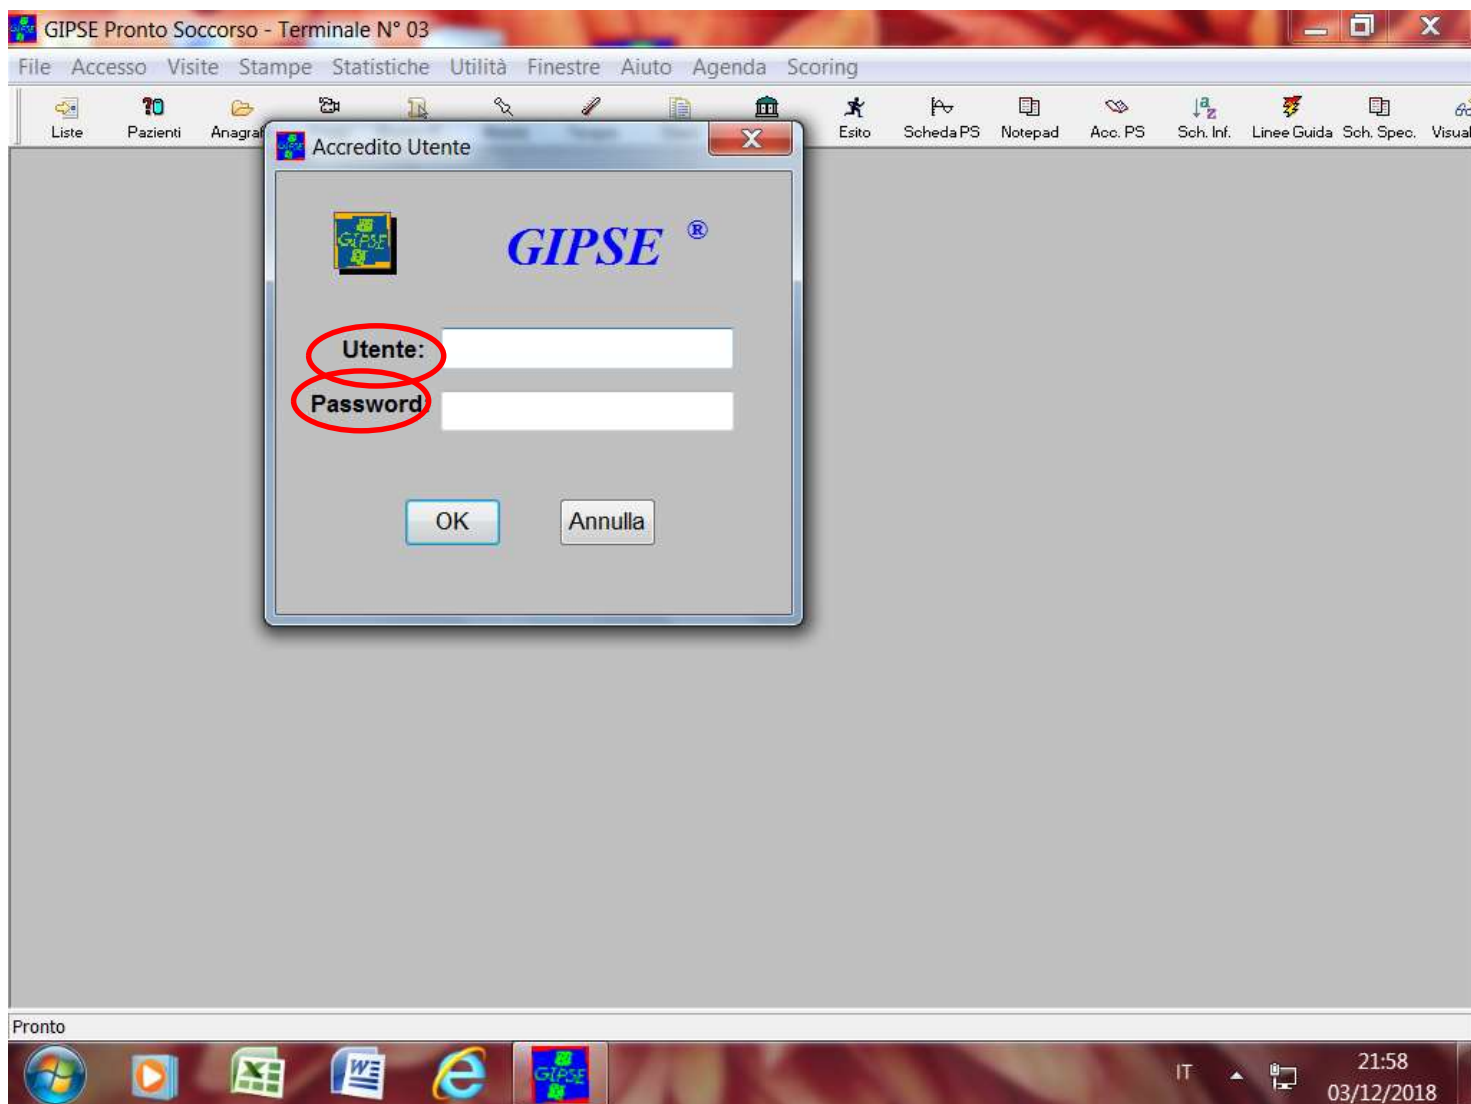 GIPSE Pronto Soccorso - Terminale N° 03
File Accesso Visite Stampe Statistiche Utilità Finestre Aiuto Agenda Scoring
Liste Pazienti Esito Scheda PS Notepad Acc. PS Sch. Inf. Linee Guida Sch. Spec.
Accredito Utente
GIPSE
GIPSE ®
Utente:
Password:
OK Annulla
Pronto
GIPSE
IT 21:58
03/12/2018